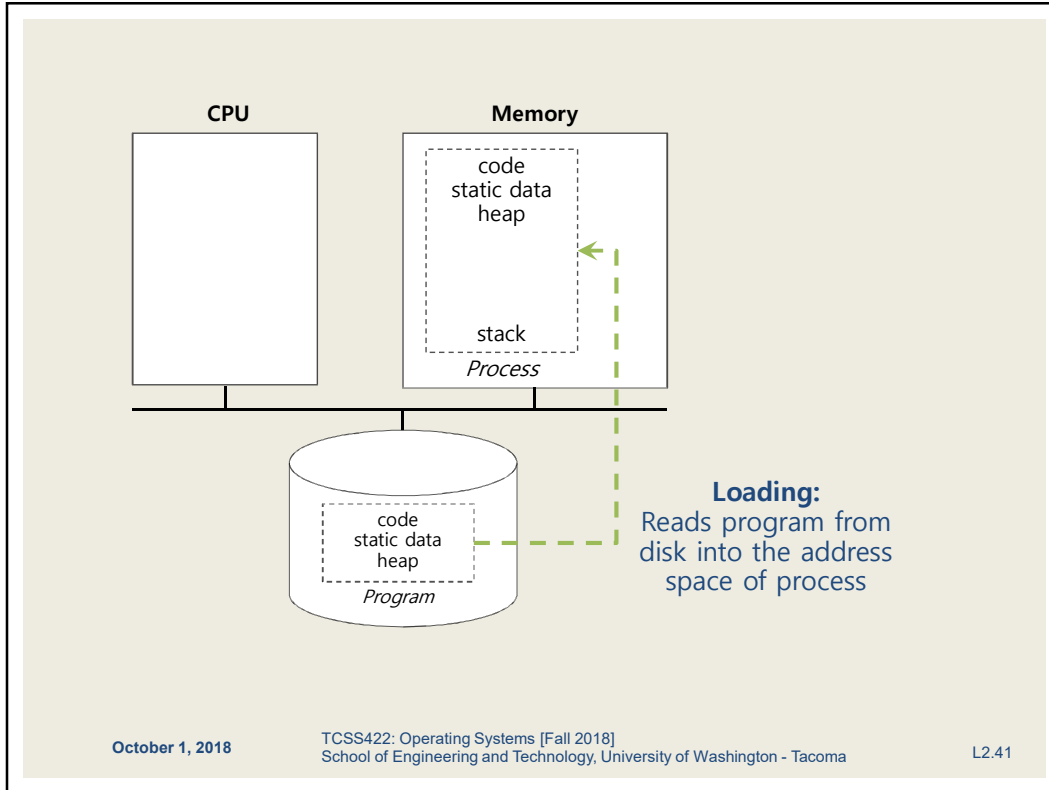 CPU
Memory
code
static data
heap
stack
Process
code
static data
heap
Program
Loading:
Reads program from
disk into the address
space of process
October 1, 2018
TCSS422: Operating Systems [Fall 2018]
School of Engineering and Technology, University of Washington - Tacoma
L2.41